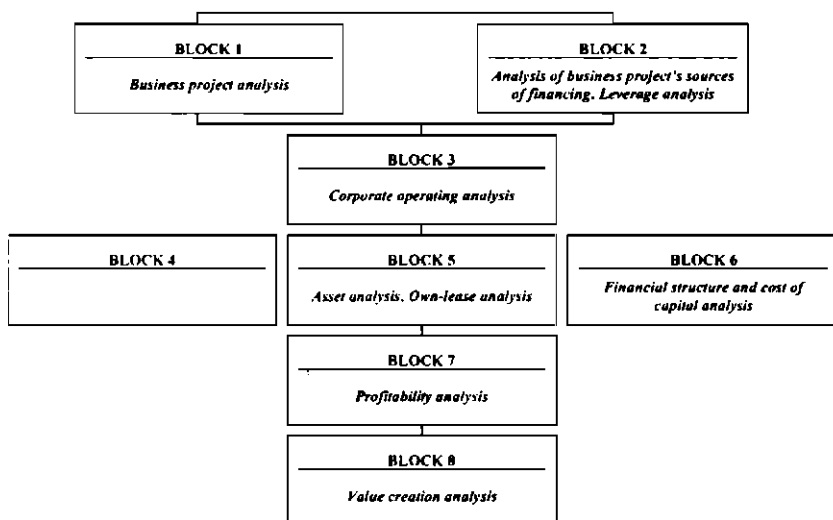 BLOCK 1
Business project analysis
BLOCK 2
Analysis of business project's sources
of financing. Leverage analysis
BLOCK 3
Corporate operating analysis
BLOCK 4
BLOCK 5
Asset analysis. Own-lease analysis
BLOCK 6
Financial structure and cost of
capital analysis
BLOCK 7
Profitability analysis
BLOCK 8
Value creation analysis